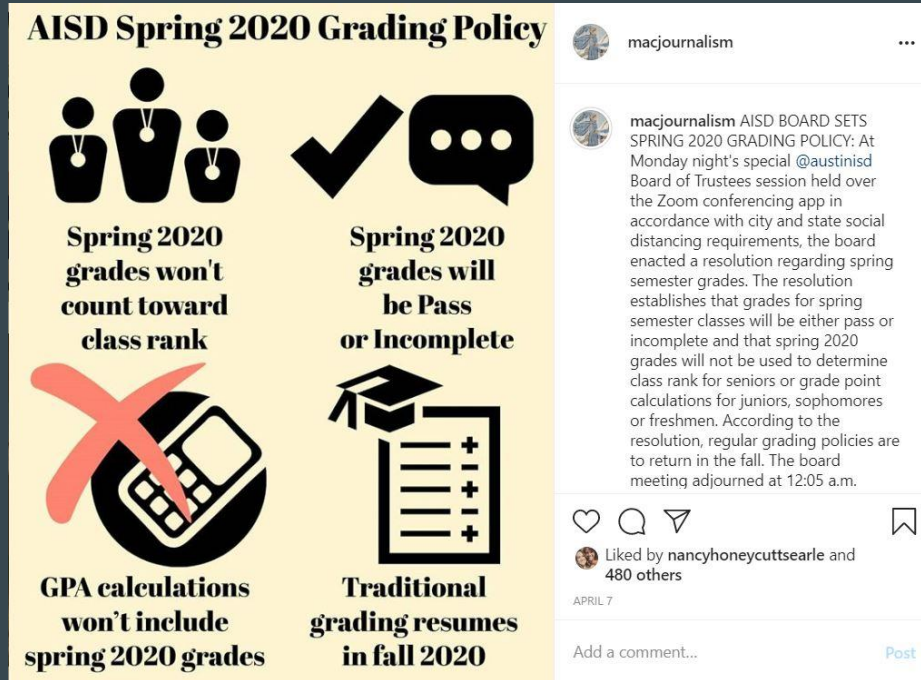 AISD Spring 2020 Grading Policy
Spring 2020
grades won't
count toward
class rank
Spring 2020
grades will
be Pass
or Incomplete
GPA calculations
won’t include
spring 2020 grades
Traditional
grading resumes
in fall 2020
macjournalism
macjournalism AISD BOARD SETS
SPRING 2020 GRADING POLICY: At
Monday night's special @austinisd
Board of Trustees session held over
the Zoom conferencing app in
accordance with city and state social
distancing requirements, the board
enacted a resolution regarding spring
semester grades. The resolution
establishes that grades for spring
semester classes will be either pass or
incomplete and that spring 2020
grades will not be used to determine
class rank for seniors or grade point
calculations for juniors, sophomores
or freshmen. According to the
resolution, regular grading policies are
to return in the fall. The board
meeting adjourned at 12:05 a.m.
Liked by nancyhoneycuttsearle and
480 others
APRIL 7
Add a comment...
Post